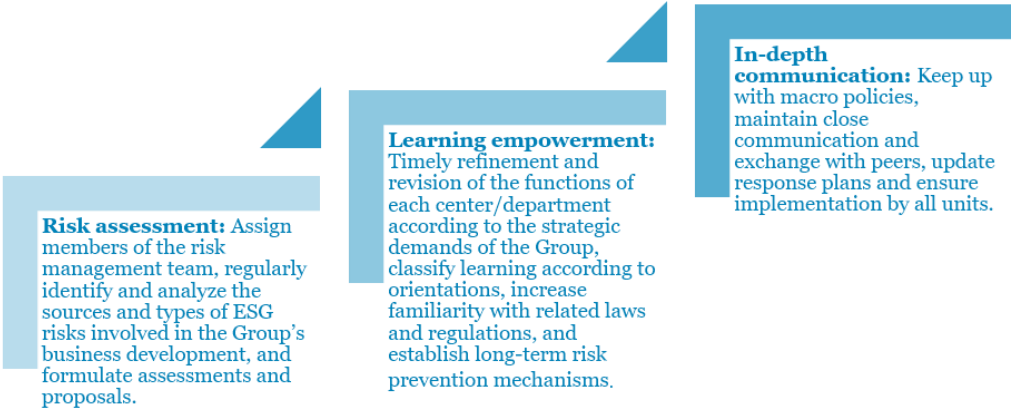 Risk assessment: Assign
members of the risk
management team, regularly
identify and analyze the
sources and types of ESG
risks involved in the Group’s
business development, and
formulate assessments and
proposals.
Learning empowerment:
Timely refinement and
revision of the functions of
each center/department
according to the strategic
demands of the Group,
classify learning according to
orientations, increase
familiarity with related laws
and regulations, and
establish long-term risk
prevention mechanisms.
In-depth
communication: Keep up
with macro policies,
maintain close
communication and
exchange with peers, update
response plans and ensure
implementation by all units.